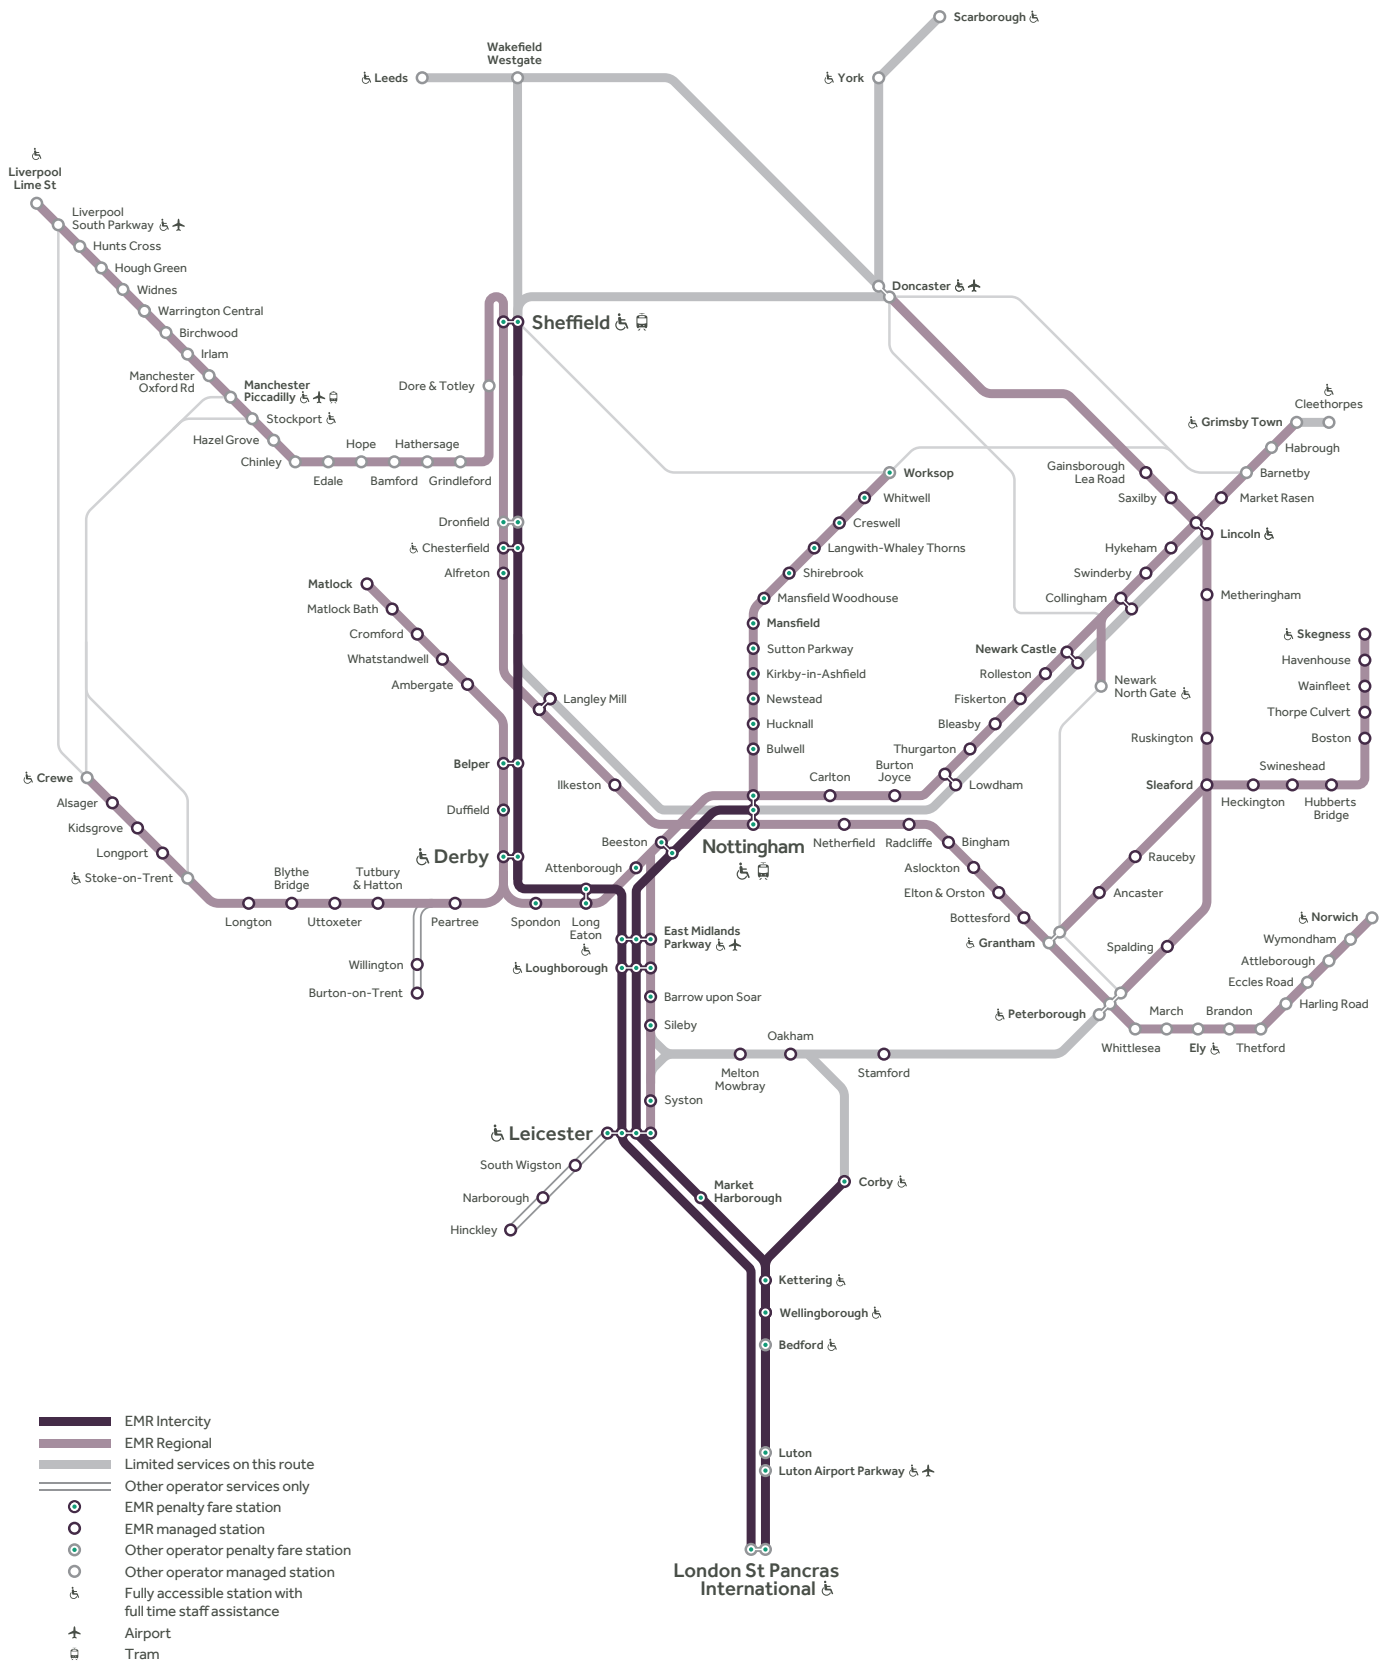 Scarborough
Wakefield
Westgate
Leeds
York
Liverpool
Lime St
Liverpool
South Parkway
Hunts Cross
Hough Green
Widnes
Warrington Central
Birchwood
Irlam
Manchester
Oxford Rd
Manchester
Piccadilly
Stockport
Hazel Grove
Chinley
Edale
Hope
Bamford
Hathersage
Grindleford
Dore & Totley
Sheffield
Doncaster
Cleethorpes
Grimsby Town
Habrough
Barnetby
Market Rasen
Gainsborough
Lea Road
Saxilby
Lincoln
Hykeham
Swinderby
Collingham
Newark Castle
Rolleston
Fiskerton
Bleasby
Thurgarton
Burton
Joyce
Carlton
Lowdham
Newark
North Gate
Metheringham
Ruskington
Sleaford
Skegness
Havenhouse
Wainfleet
Thorpe Culvert
Boston
Swineshead
Heckington
Hubberts
Bridge
Rauceby
Ancaster
Spalding
Worksop
Whitwell
Creswell
Langwith-Whaley Thorns
Shirebrook
Mansfield Woodhouse
Mansfield
Sutton Parkway
Kirkby-in-Ashfield
Newstead
Hucknall
Bulwell
Dronfield
Chesterfield
Alfreton
Langley Mill
Ilkeston
Matlock
Matlock Bath
Cromford
Whatstandwell
Ambergate
Belper
Duffield
Derby
Crewe
Alsager
Kidsgrove
Longport
Stoke-on-Trent
Longton
Blythe
Bridge
Uttoxeter
Tutbury
& Hatton
Peartree
Willington
Burton-on-Trent
Spondon
Long
Eaton
Attenborough
Beeston
Nottingham
Netherfield
Radcliffe
Bingham
Aslockton
Elton & Orston
Bottesford
Grantham
Peterborough
Norwich
Wymondham
Attleborough
Eccles Road
Harling Road
Whittlesea
March
Ely
Brandon
Thetford
East Midlands
Parkway
Loughborough
Barrow upon Soar
Sileby
Syston
Oakham
Melton
Mowbray
Stamford
Leicester
South Wigston
Narborough
Hinckley
Market
Harborough
Corby
Kettering
Wellingborough
Bedford
Luton
Luton Airport Parkway
London St Pancras
International
EMR Intercity
EMR Regional
Limited services on this route
Other operator services only
EMR penalty fare station
EMR managed station
Other operator penalty fare station
Other operator managed station
Fully accessible station with
full time staff assistance
Airport
Tram